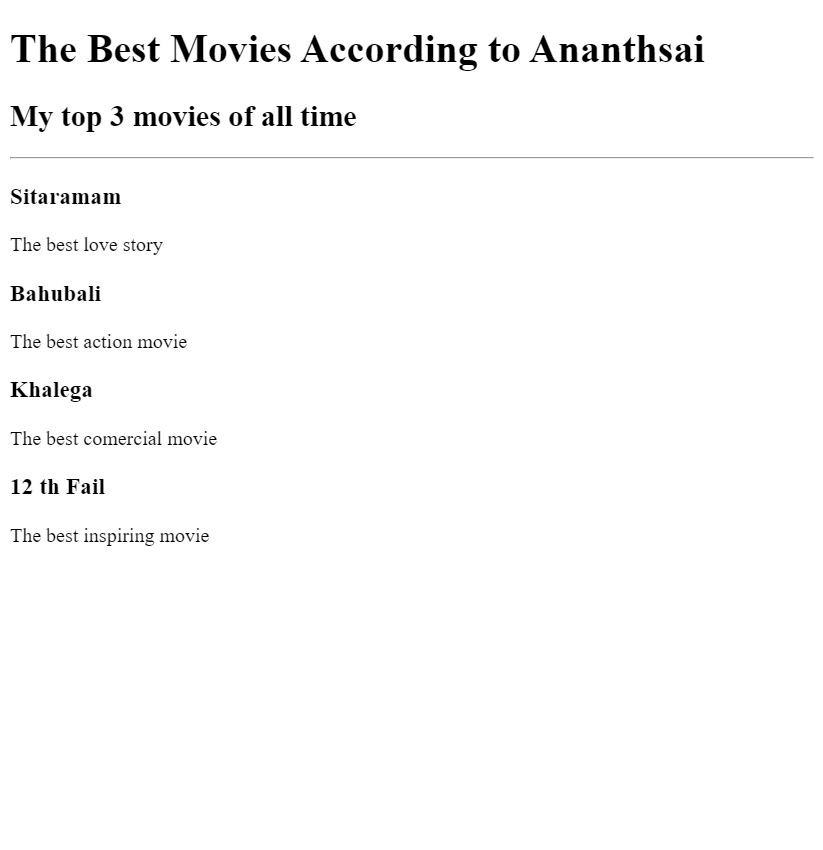 The Best Movies According to Ananthsai
My top 3 movies of all time
Sitaramam
The best love story
Bahubali
The best action movie
Khalega
The best comercial movie
12 th Fail
The best inspiring movie